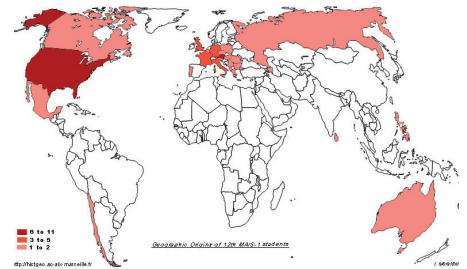 6 to 11
3 to 5
1 to 2
Geographic Origins of 12th MAIS-1 students
http://histgeo.ac-aix-marseille.fr